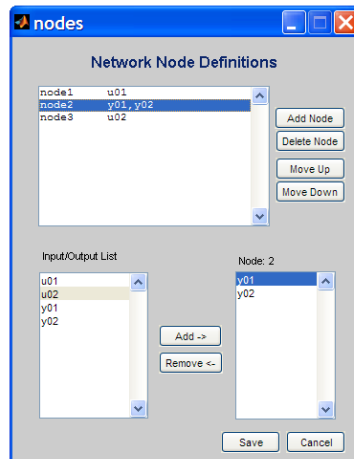 nodes
Network Node Definitions
node1 u01
node2 y01,y02
node3 u02
Add Node
Delete Node
Move Up
Move Down
Input/Output List
u01
u02
y01
y02
Add ->
Remove <-
Node: 2
y01
y02
Save
Cancel